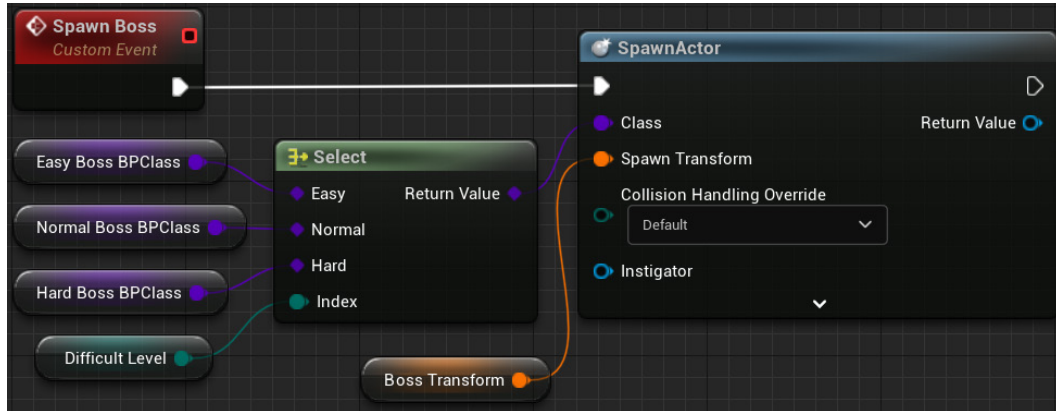 Spawn Boss
Custom Event
SpawnActor
Class
Return Value
Spawn Transform
Collision Handling Override
Default
Instigator
Easy Boss BPClass
Normal Boss BPClass
Hard Boss BPClass
Difficult Level
Select
Easy
Return Value
Normal
Hard
Index
Boss Transform